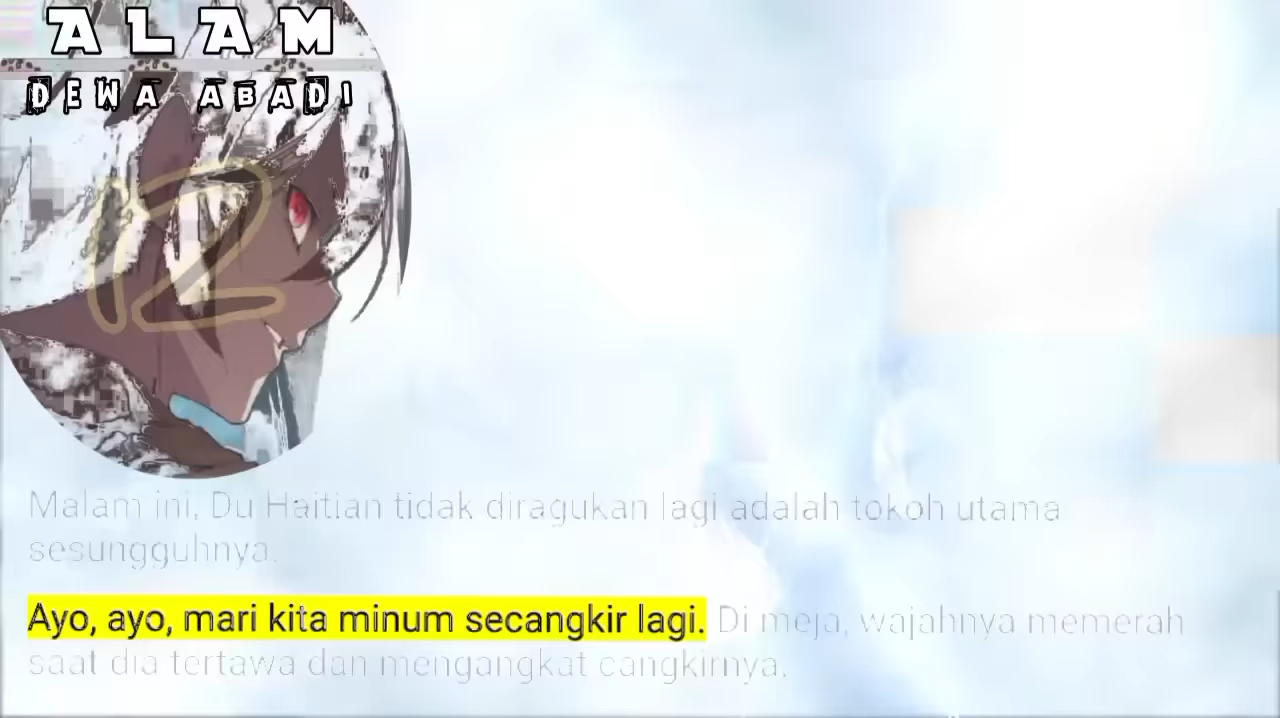 ALAM
DEWA ABADI
12
Malam ini, Du Haitian tidak diragukan lagi adalah tokoh utama
sesungguhnya.
Ayo, ayo, mari kita minum secangkir lagi. Di meja, wajahnya memerah
saat dia tertawa dan mengangkat cangkirnya.